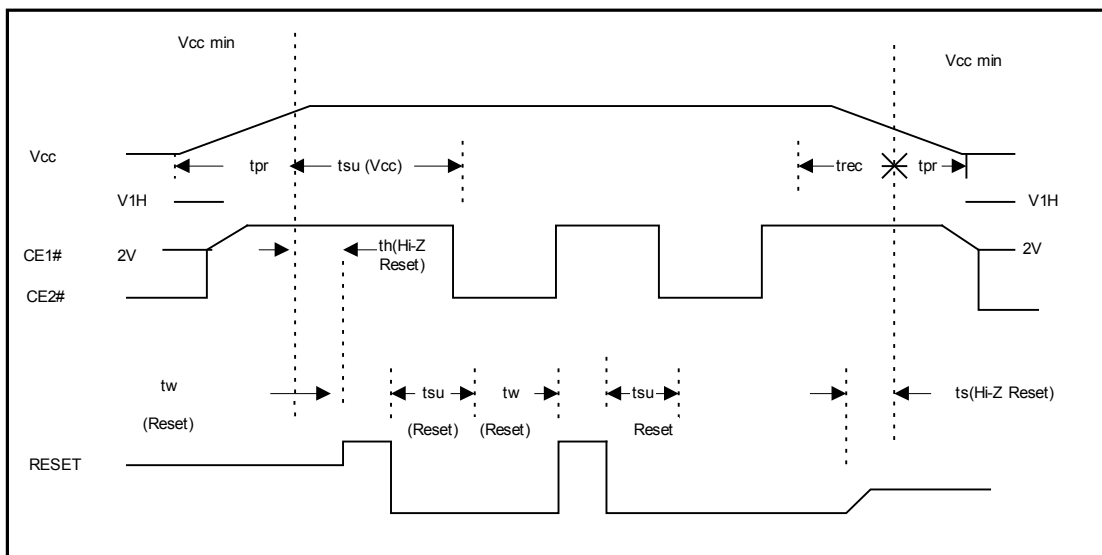 Vcc min
Vcc min
Vcc
tpr
tsu (Vcc)
trec
tpr
V1H
V1H
CE1#
2V
th(Hi-Z
Reset)
2V
CE2#
tw
(Reset)
tsu
(Reset)
tw
(Reset)
tsu
Reset
ts(Hi-Z Reset)
RESET